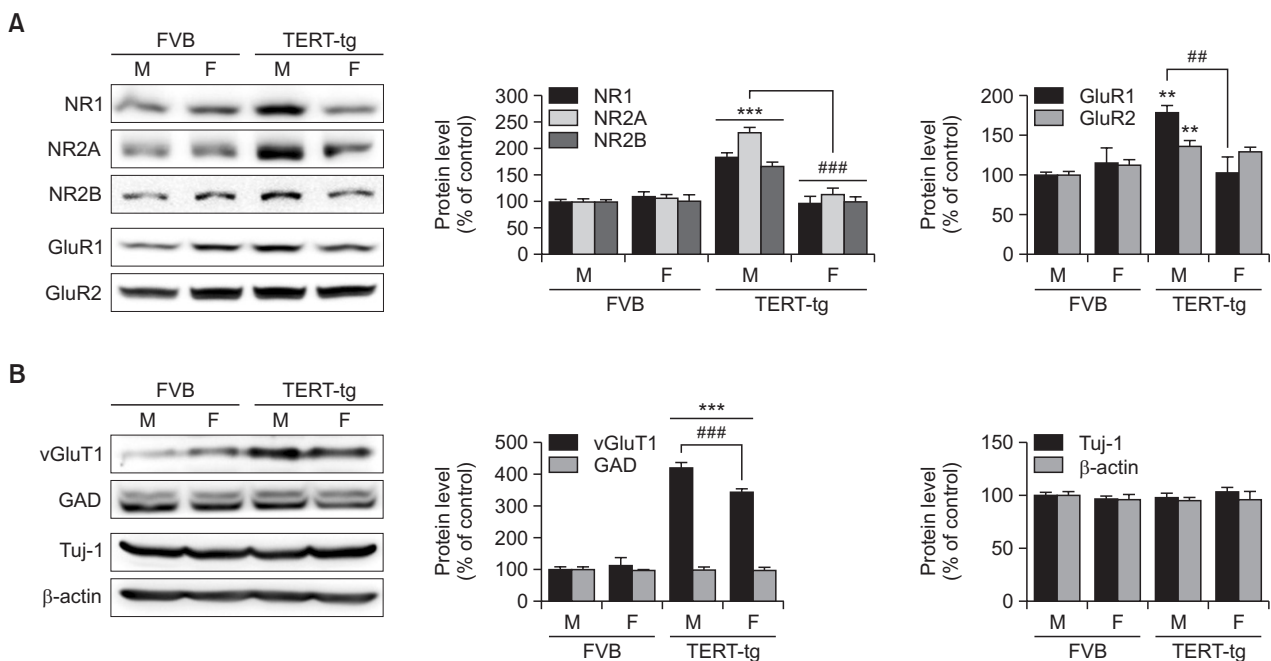 A
FVB TERT-tg
M F M F
NR1
NR2A
NR2B
GluR1
GluR2
Protein level
(% of control)
300
250
200
150
100
50
0
NR1
NR2A
NR2B
***
###
M F M F
FVB TERT-tg
Protein level
(% of control)
200
150
100
50
0
GluR1
GluR2
##
**
**
M F M F
FVB TERT-tg
B
FVB TERT-tg
M F M F
vGluT1
GAD
Tuj-1
β-actin
Protein level
(% of control)
500
400
300
200
100
0
vGluT1
GAD
***
###
M F M F
FVB TERT-tg
Protein level
(% of control)
150
100
50
0
Tuj-1
β-actin
M F M F
FVB TERT-tg